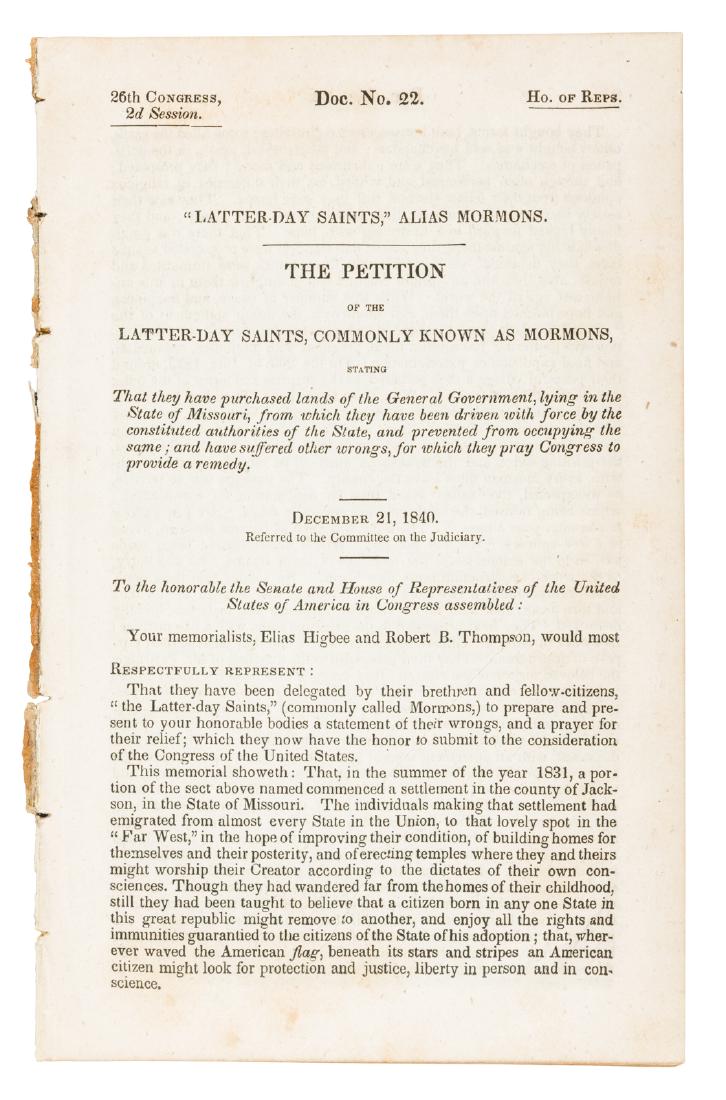 26th Congress,
Doc. No. 22.
Ho. of Reps.
2d Session.
“LATTER-DAY SAINTS,” ALIAS MORMONS.
THE PETITION
OF THE
LATTER-DAY SAINTS, COMMONLY KNOWN AS MORMONS,
STATING
That they have purchased lands of the General Government, lying in the
State of Missouri, from which they have been driven with force by the
constituted authorities of the State, and prevented from occupying the
same; and have suffered other wrongs, for which they pray Congress to
provide a remedy.
December 21, 1840.
Referred to the Committee on the Judiciary.
To the honorable the Senate and House of Representatives of the United
States of America in Congress assembled:
Your memorialists, Elias Higbee and Robert B. Thompson, would most
Respectfully represent:
That they have been delegated by their brethren and fellow-citizens,
“the Latter-day Saints,” (commonly called Mormons,) to prepare and pre-
sent to your honorable bodies a statement of their wrongs, and a prayer for
their relief; which they now have the honor to submit to the consideration
of the Congress of the United States.
This memorial showeth: That, in the summer of the year 1831, a por-
tion of the sect above named commenced a settlement in the county of Jack-
son, in the State of Missouri. The individuals making that settlement had
emigrated from almost every State in the Union, to that lovely spot in the
“Far West,” in the hope of improving their condition, of building homes for
themselves and their posterity, and of erecting temples where they and theirs
might worship their Creator according to the dictates of their own con-
sciences. Though they had wandered far from the homes of their childhood,
still they had been taught to believe that a citizen born in any one State in
this great republic might remove to another, and enjoy all the rights and
immunities guarantied to the citizens of the State of his adoption; that, wher-
ever waved the American flag, beneath its stars and stripes an American
citizen might look for protection and justice, liberty in person and in con-
science.